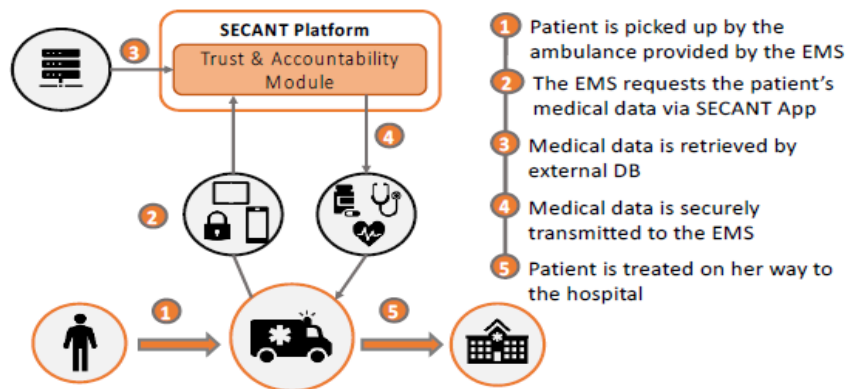 SECANT Platform
Trust & Accountability
Module
3
4
2
1
5
1 Patient is picked up by the
ambulance provided by the EMS
2 The EMS requests the patient's
medical data via SECANT App
3 Medical data is retrieved by
external DB
4 Medical data is securely
transmitted to the EMS
5 Patient is treated on her way to
the hospital